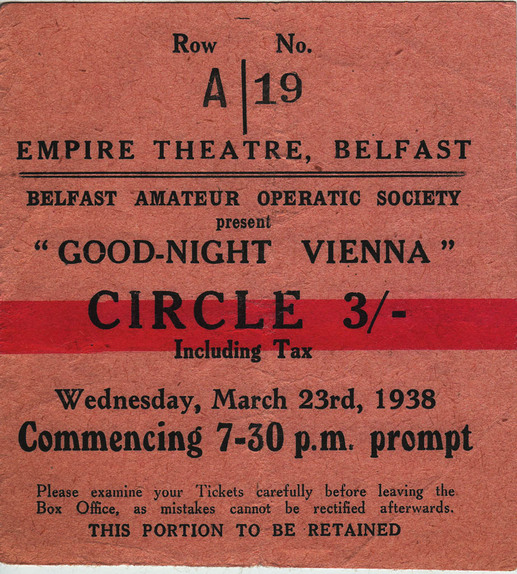 Row No.
A 19
EMPIRE THEATRE, BELFAST
BELFAST AMATEUR OPERATIC SOCIETY
present
“GOOD-NIGHT VIENNA”
CIRCLE 3/-
Including Tax
Wednesday, March 23rd, 1938
Commencing 7-30 p.m. prompt
Please examine your Tickets carefully before leaving the
Box Office, as mistakes cannot be rectified afterwards.
THIS PORTION TO BE RETAINED